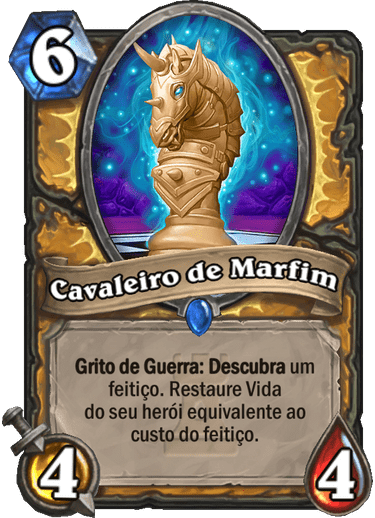 6
Cavaleiro de Marfim
Grito de Guerra: Descubra um
feitiço. Restaure Vida
do seu herói equivalente ao
custo do feitiço.
4
4